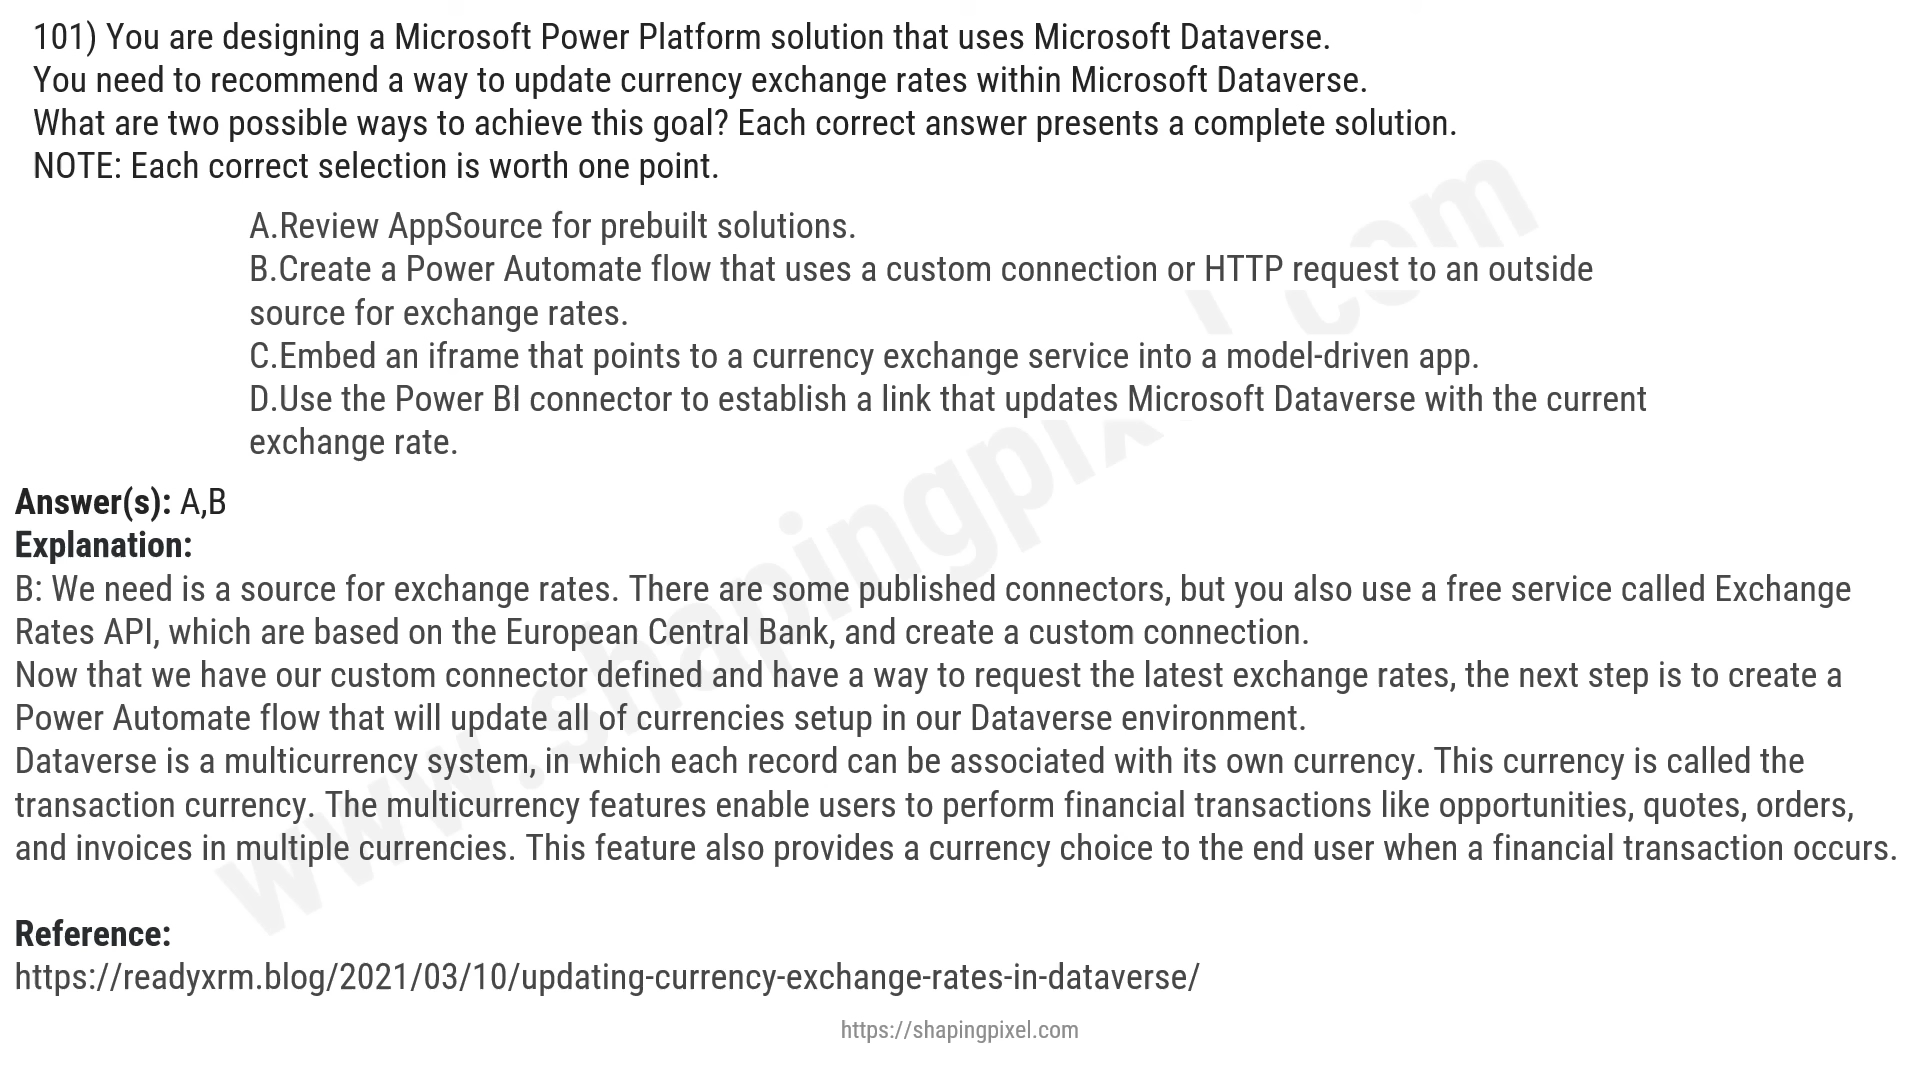 101) You are designing a Microsoft Power Platform solution that uses Microsoft Dataverse.
You need to recommend a way to update currency exchange rates within Microsoft Dataverse.
What are two possible ways to achieve this goal? Each correct answer presents a complete solution.
NOTE: Each correct selection is worth one point.
A.Review AppSource for prebuilt solutions.
B.Create a Power Automate flow that uses a custom connection or HTTP request to an outside
source for exchange rates.
C.Embed an iframe that points to a currency exchange service into a model-driven app.
D.Use the Power BI connector to establish a link that updates Microsoft Dataverse with the current
exchange rate.
Answer(s): A,B
Explanation:
B: We need is a source for exchange rates. There are some published connectors, but you also use a free service called Exchange
Rates API, which are based on the European Central Bank, and create a custom connection.
Now that we have our custom connector defined and have a way to request the latest exchange rates, the next step is to create a
Power Automate flow that will update all of currencies setup in our Dataverse environment.
Dataverse is a multicurrency system, in which each record can be associated with its own currency. This currency is called the
transaction currency. The multicurrency features enable users to perform financial transactions like opportunities, quotes, orders,
and invoices in multiple currencies. This feature also provides a currency choice to the end user when a financial transaction occurs.
Reference:
https://readyxrm.blog/2021/03/10/updating-currency-exchange-rates-in-dataverse/
https://shapingpixel.com
www.shapingpixel.com